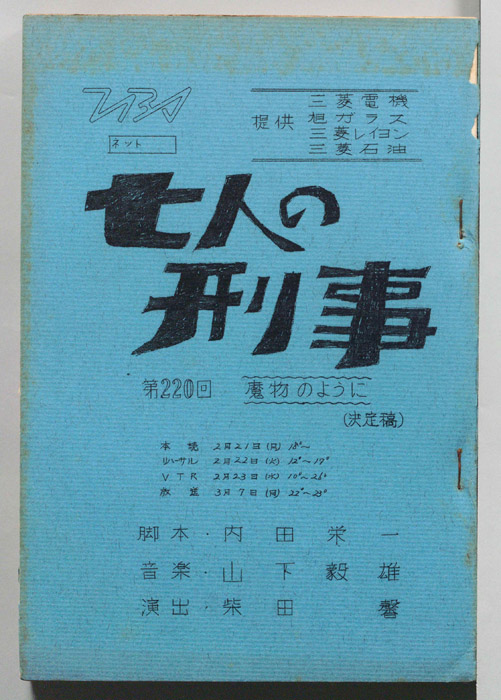 TBS
ネット
提供
三菱電機
旭ガラス
三菱レイヨン
三菱石油
七人の
刑事
第220回 魔物のように
(決定稿)
本読 2月21日(月) 18°〜
リハーサル 2月22日(火) 12°〜19°
VTR 2月23日(水) 10°〜26°
放送 3月7日(月) 22°〜23°
脚本・内田栄一
音楽・山下毅雄
演出・柴田馨